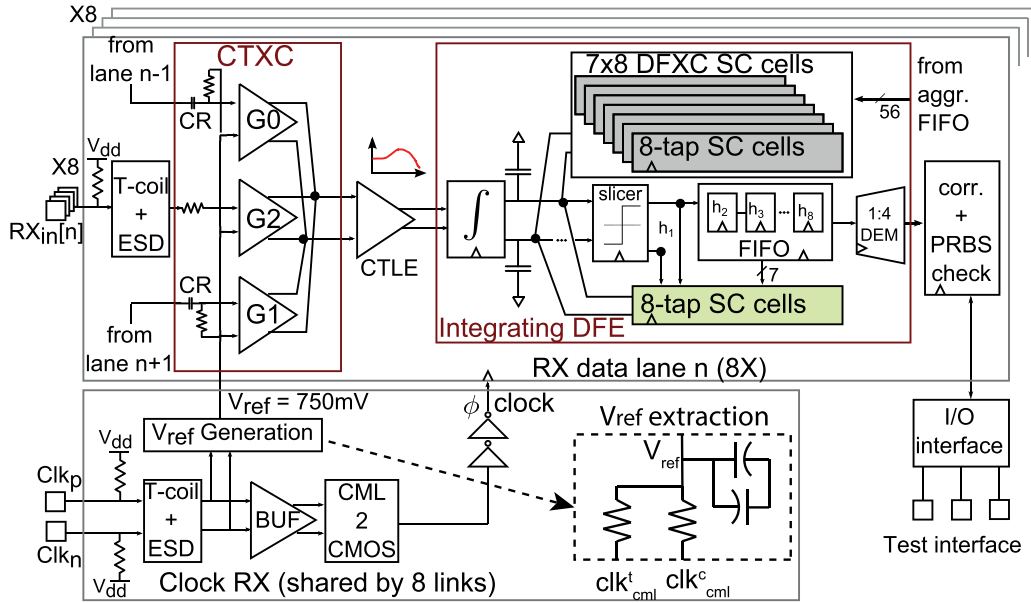 X8
from
lane n-1
CTXC
7x8 DFXC SC cells
from
aggr.
FIFO
56
CR
G0
8-tap SC cells
Vdd
X8
T-coil
+
ESD
RXin[n]
G2
CTLE
∫
slicer
h1
h2
h3
...
h8
FIFO
7
1:4
DEM
corr.
+
PRBS
check
...
CR
G1
8-tap SC cells
from
lane n+1
Integrating DFE
RX data lane n (8X)
Vref = 750mV
ϕ clock
Vref Generation
Vref extraction
Vref
I/O
interface
Vdd
Clkp
T-coil
+
ESD
BUF
CML
2
CMOS
Clkn
Vdd
clktcml
clkccml
Test interface
Clock RX (shared by 8 links)